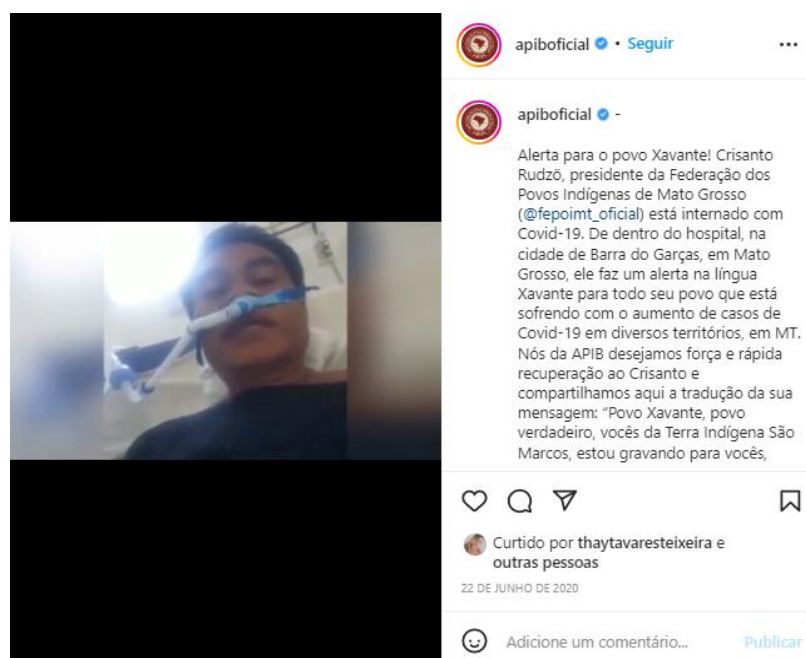 apiboficial • Seguir
apiboficial -
Alerta para o povo Xavante! Crisanto
Rudzö, presidente da Federação dos
Povos Indígenas de Mato Grosso
(@fepoimt_oficial) está internado com
Covid-19. De dentro do hospital, na
cidade de Barra do Garças, em Mato
Grosso, ele faz um alerta na língua
Xavante para todo seu povo que está
sofrendo com o aumento de casos de
Covid-19 em diversos territórios, em MT.
Nós da APIB desejamos força e rápida
recuperação ao Crisanto e
compartilhamos aqui a tradução da sua
mensagem: “Povo Xavante, povo
verdadeiro, vocês da Terra Indígena São
Marcos, estou gravando para vocês,
Curtido por thaytavaresteixeira e
outras pessoas
22 DE JUNHO DE 2020
Adicione um comentário... Publicar